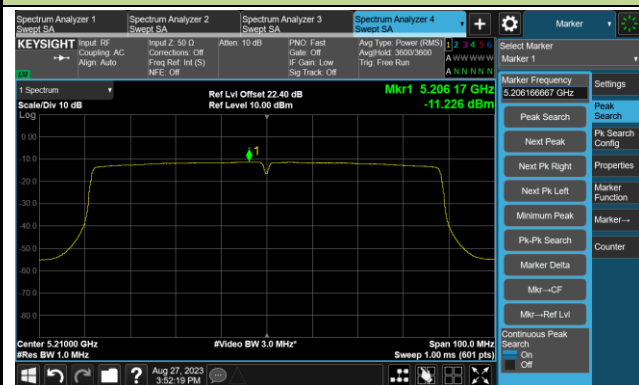 Spectrum Analyzer 1
Swept SA
Spectrum Analyzer 2
Swept SA
Spectrum Analyzer 3
Swept SA
Spectrum Analyzer 4
Swept SA
Marker
KEYSIGHT
Input: RF
Coupling: AC
Align: Auto
Input Z: 50 Ω
Corrections: Off
Freq Ref: Int (S)
NFE: Off
Atten: 10 dB
PNO: Fast
Gate: Off
IF Gain: Low
Sig Track: Off
Avg Type: Power (RMS)
Avg|Hold: 3600/3600
Trig: Free Run
1 2 3 4 5 6
A W W W W W
A N N N N N
Select Marker
Marker 1
1 Spectrum
Scale/Div 10 dB
Log
Ref Lvl Offset 22.40 dB
Ref Level 10.00 dBm
Mkr1 5.206 17 GHz
-11.226 dBm
1
0.00
-10.0
-20.0
-30.0
-40.0
-50.0
-60.0
-70.0
-80.0
Center 5.21000 GHz
#Res BW 1.0 MHz
#Video BW 3.0 MHz*
Span 100.0 MHz
Sweep 1.00 ms (601 pts)
Marker Frequency
5.206166667 GHz
Peak Search
Next Peak
Next Pk Right
Next Pk Left
Minimum Peak
Pk-Pk Search
Marker Delta
Mkr→CF
Mkr→Ref Lvl
Continuous Peak
Search
On
Off
Settings
Peak
Search
Pk Search
Config
Properties
Marker
Function
Marker→
Counter
Aug 27, 2023
3:52:19 PM